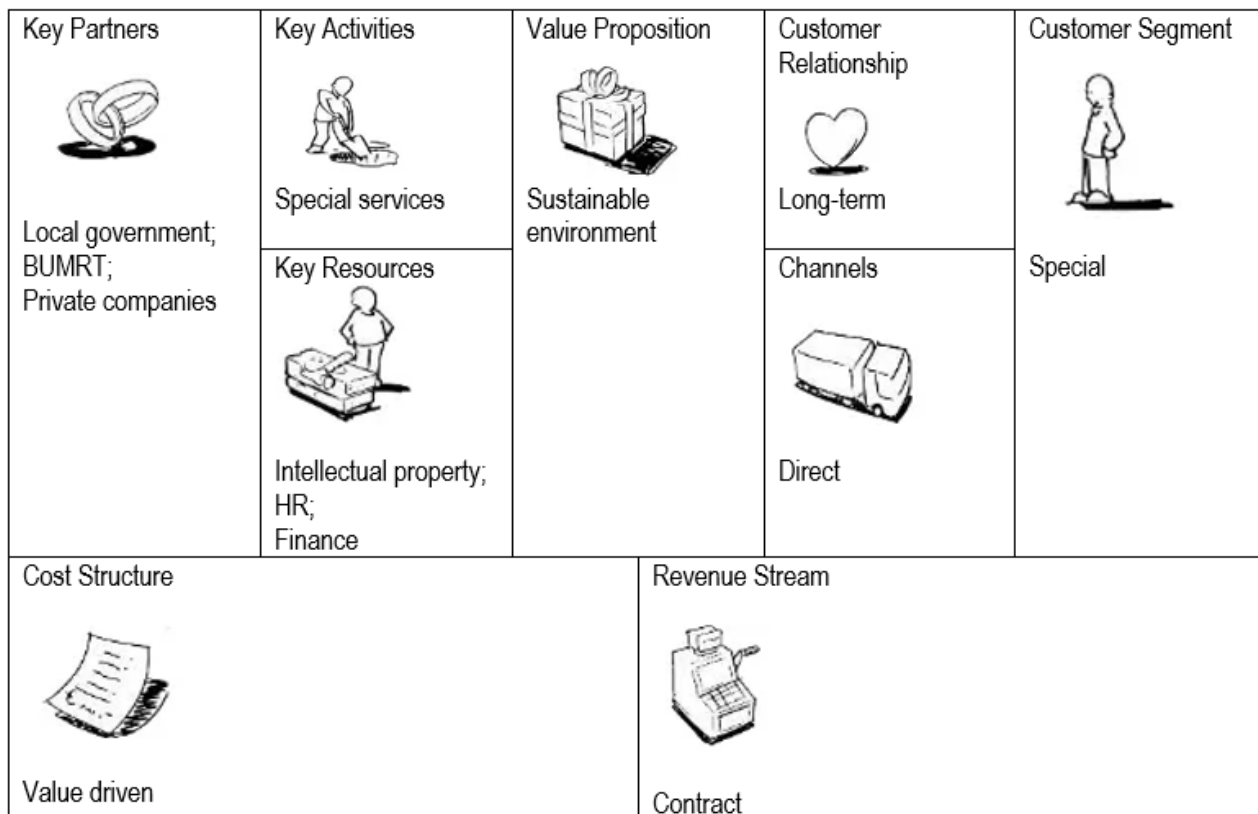 Key Partners
Local government;
BUMRT;
Private companies
Key Activities
Special services
Key Resources
Intellectual property;
HR;
Finance
Value Proposition
Sustainable
environment
Customer
Relationship
Long-term
Channels
Direct
Customer Segment
Special
Cost Structure
Value driven
Revenue Stream
Contract